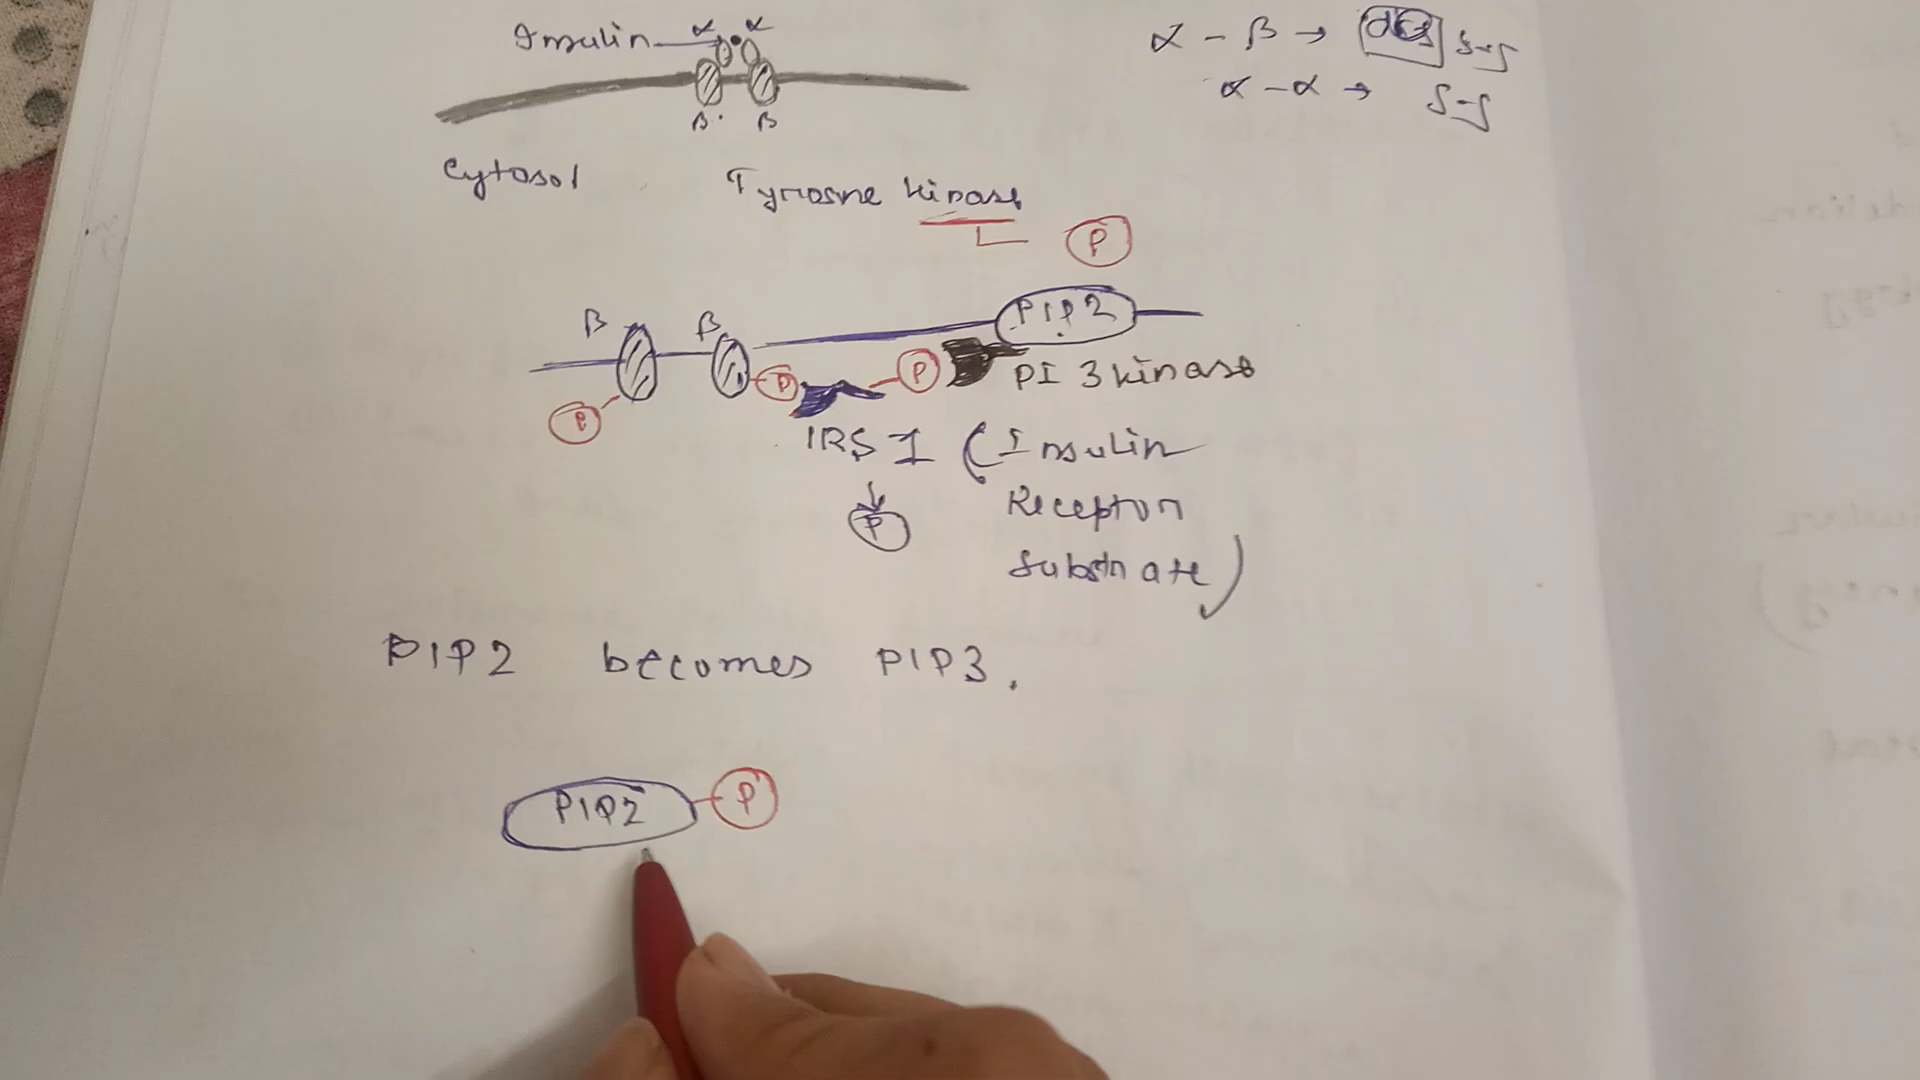 Insulin α α
α - β → S-S
α - α → S-S
β β
Cytosol Tyrosine kinase
P
β β PIP2
P P P PI 3 kinase
IRS 1 (Insulin
Receptor
Substrate)
P
PIP2 becomes PIP3.
PIP2 P